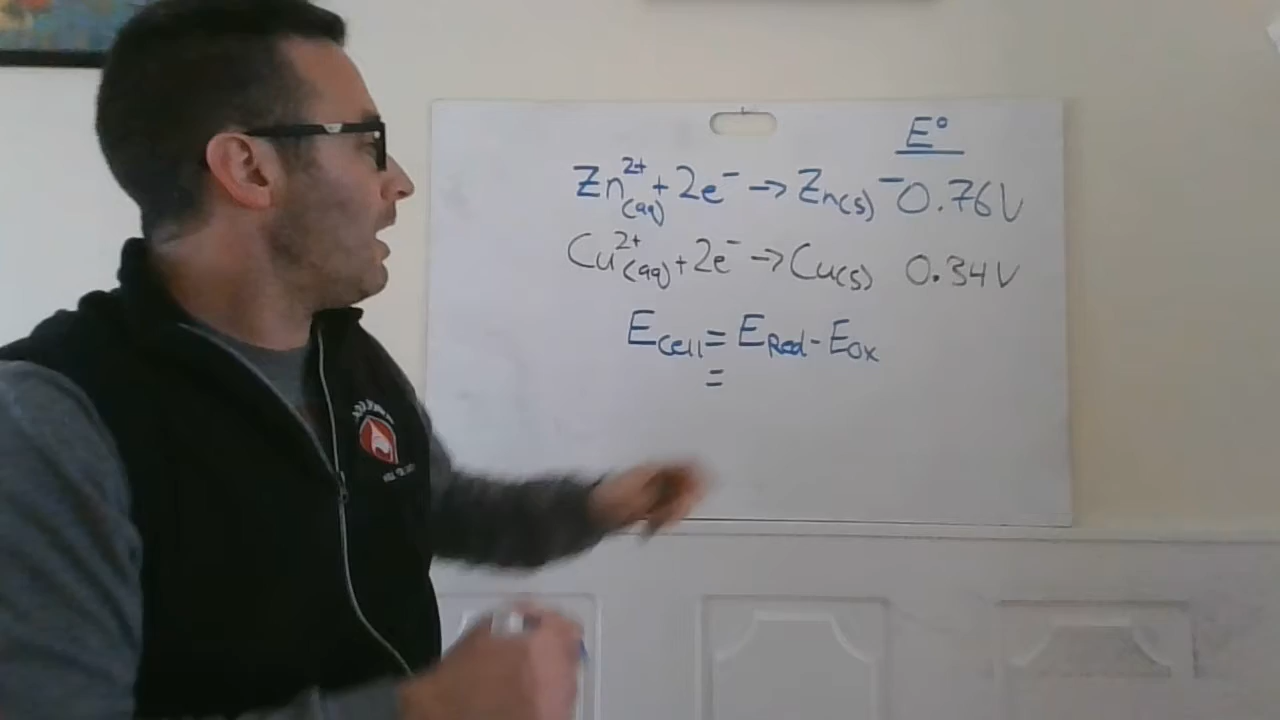 E°
Zn²⁺(aq) + 2e⁻ → Zn(s) ⁻0.76V
Cu²⁺(aq) + 2e⁻ → Cu(s) 0.34V
Ecell = ERed - EOx
=